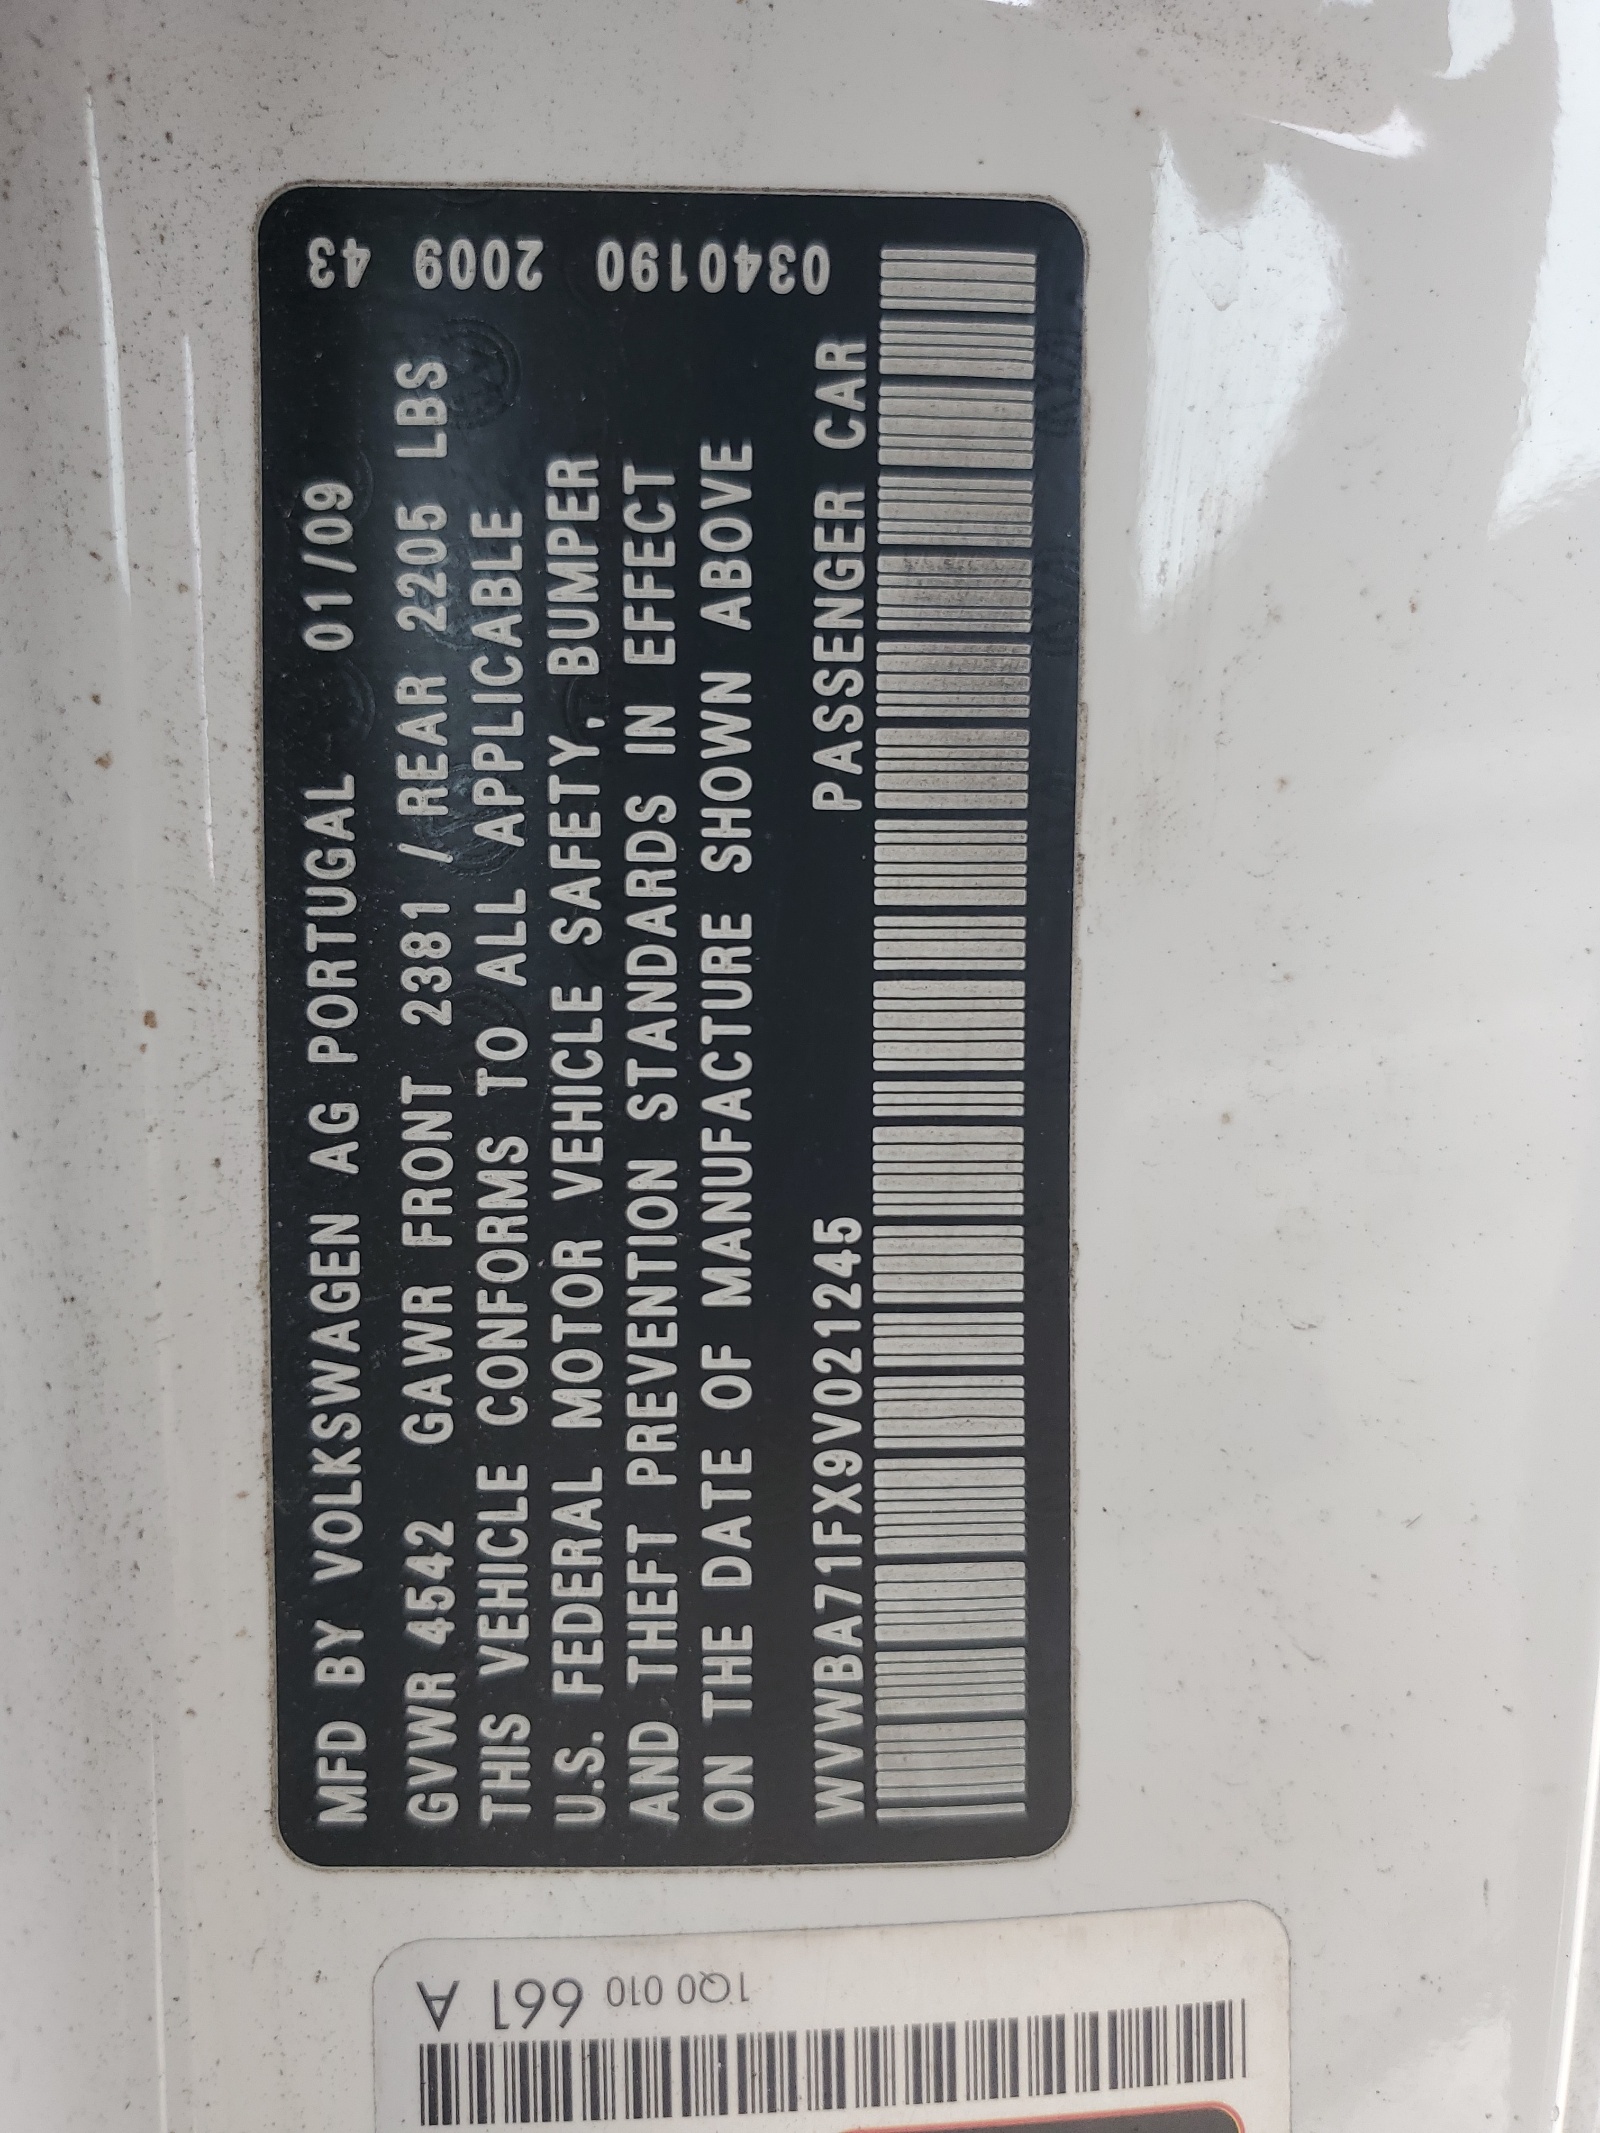 MFD BY VOLKSWAGEN AG PORTUGAL 01/09
GVWR 4542 GAWR FRONT 2381 / REAR 2205 LBS
THIS VEHICLE CONFORMS TO ALL APPLICABLE
U.S. FEDERAL MOTOR VEHICLE SAFETY, BUMPER
AND THEFT PREVENTION STANDARDS IN EFFECT
ON THE DATE OF MANUFACTURE SHOWN ABOVE
WVWBA71FX9V021245 PASSENGER CAR
0340190 2009 43
1Q0 010 661 A